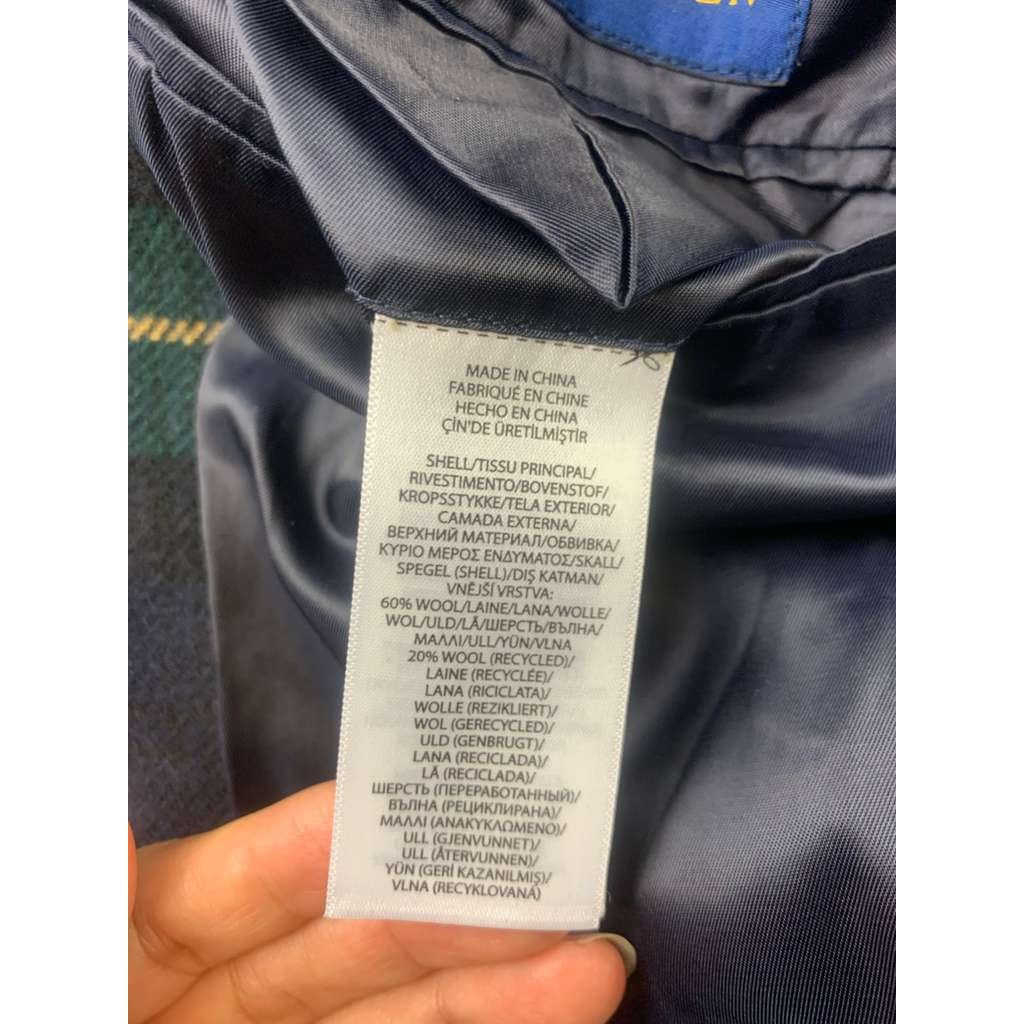 MADE IN CHINA
FABRIQUÉ EN CHINE
HECHO EN CHINA
ÇİN'DE ÜRETİLMİŞTİR
SHELL/TISSU PRINCIPAL/
RIVESTIMENTO/BOVENSTOF/
KROPSSTYKKE/TELA EXTERIOR/
CAMADA EXTERNA/
ВЕРХНИЙ МАТЕРИАЛ/ОБВИВКА/
ΚΥΡΙΟ ΜΕΡΟΣ ΕΝΔΥΜΑΤΟΣ/SKALL/
SPEGEL (SHELL)/DIŞ KATMAN/
VNĚJŠÍ VRSTVA:
60% WOOL/LAINE/LANA/WOLLE/
WOL/ULD/LÃ/ШЕРСТЬ/ВЪЛНА/
ΜΑΛΛΙ/ULL/YÜN/VLNA
20% WOOL (RECYCLED)/
LAINE (RECYCLÉE)/
LANA (RICICLATA)/
WOLLE (REZIKLIERT)/
WOL (GERECYCLED)/
ULD (GENBRUGT)/
LANA (RECICLADA)/
LÃ (RECICLADA)/
ШЕРСТЬ (ПЕРЕРАБОТАННЫЙ)/
ВЪЛНА (РЕЦИКЛИРАНА)/
ΜΑΛΛΙ (ΑΝΑΚΥΚΛΩΜΕΝΟ)/
ULL (GJENVUNNET)/
ULL (ÅTERVUNNEN)/
YÜN (GERİ KAZANILMIŞ)/
VLNA (RECYKLOVANÁ)